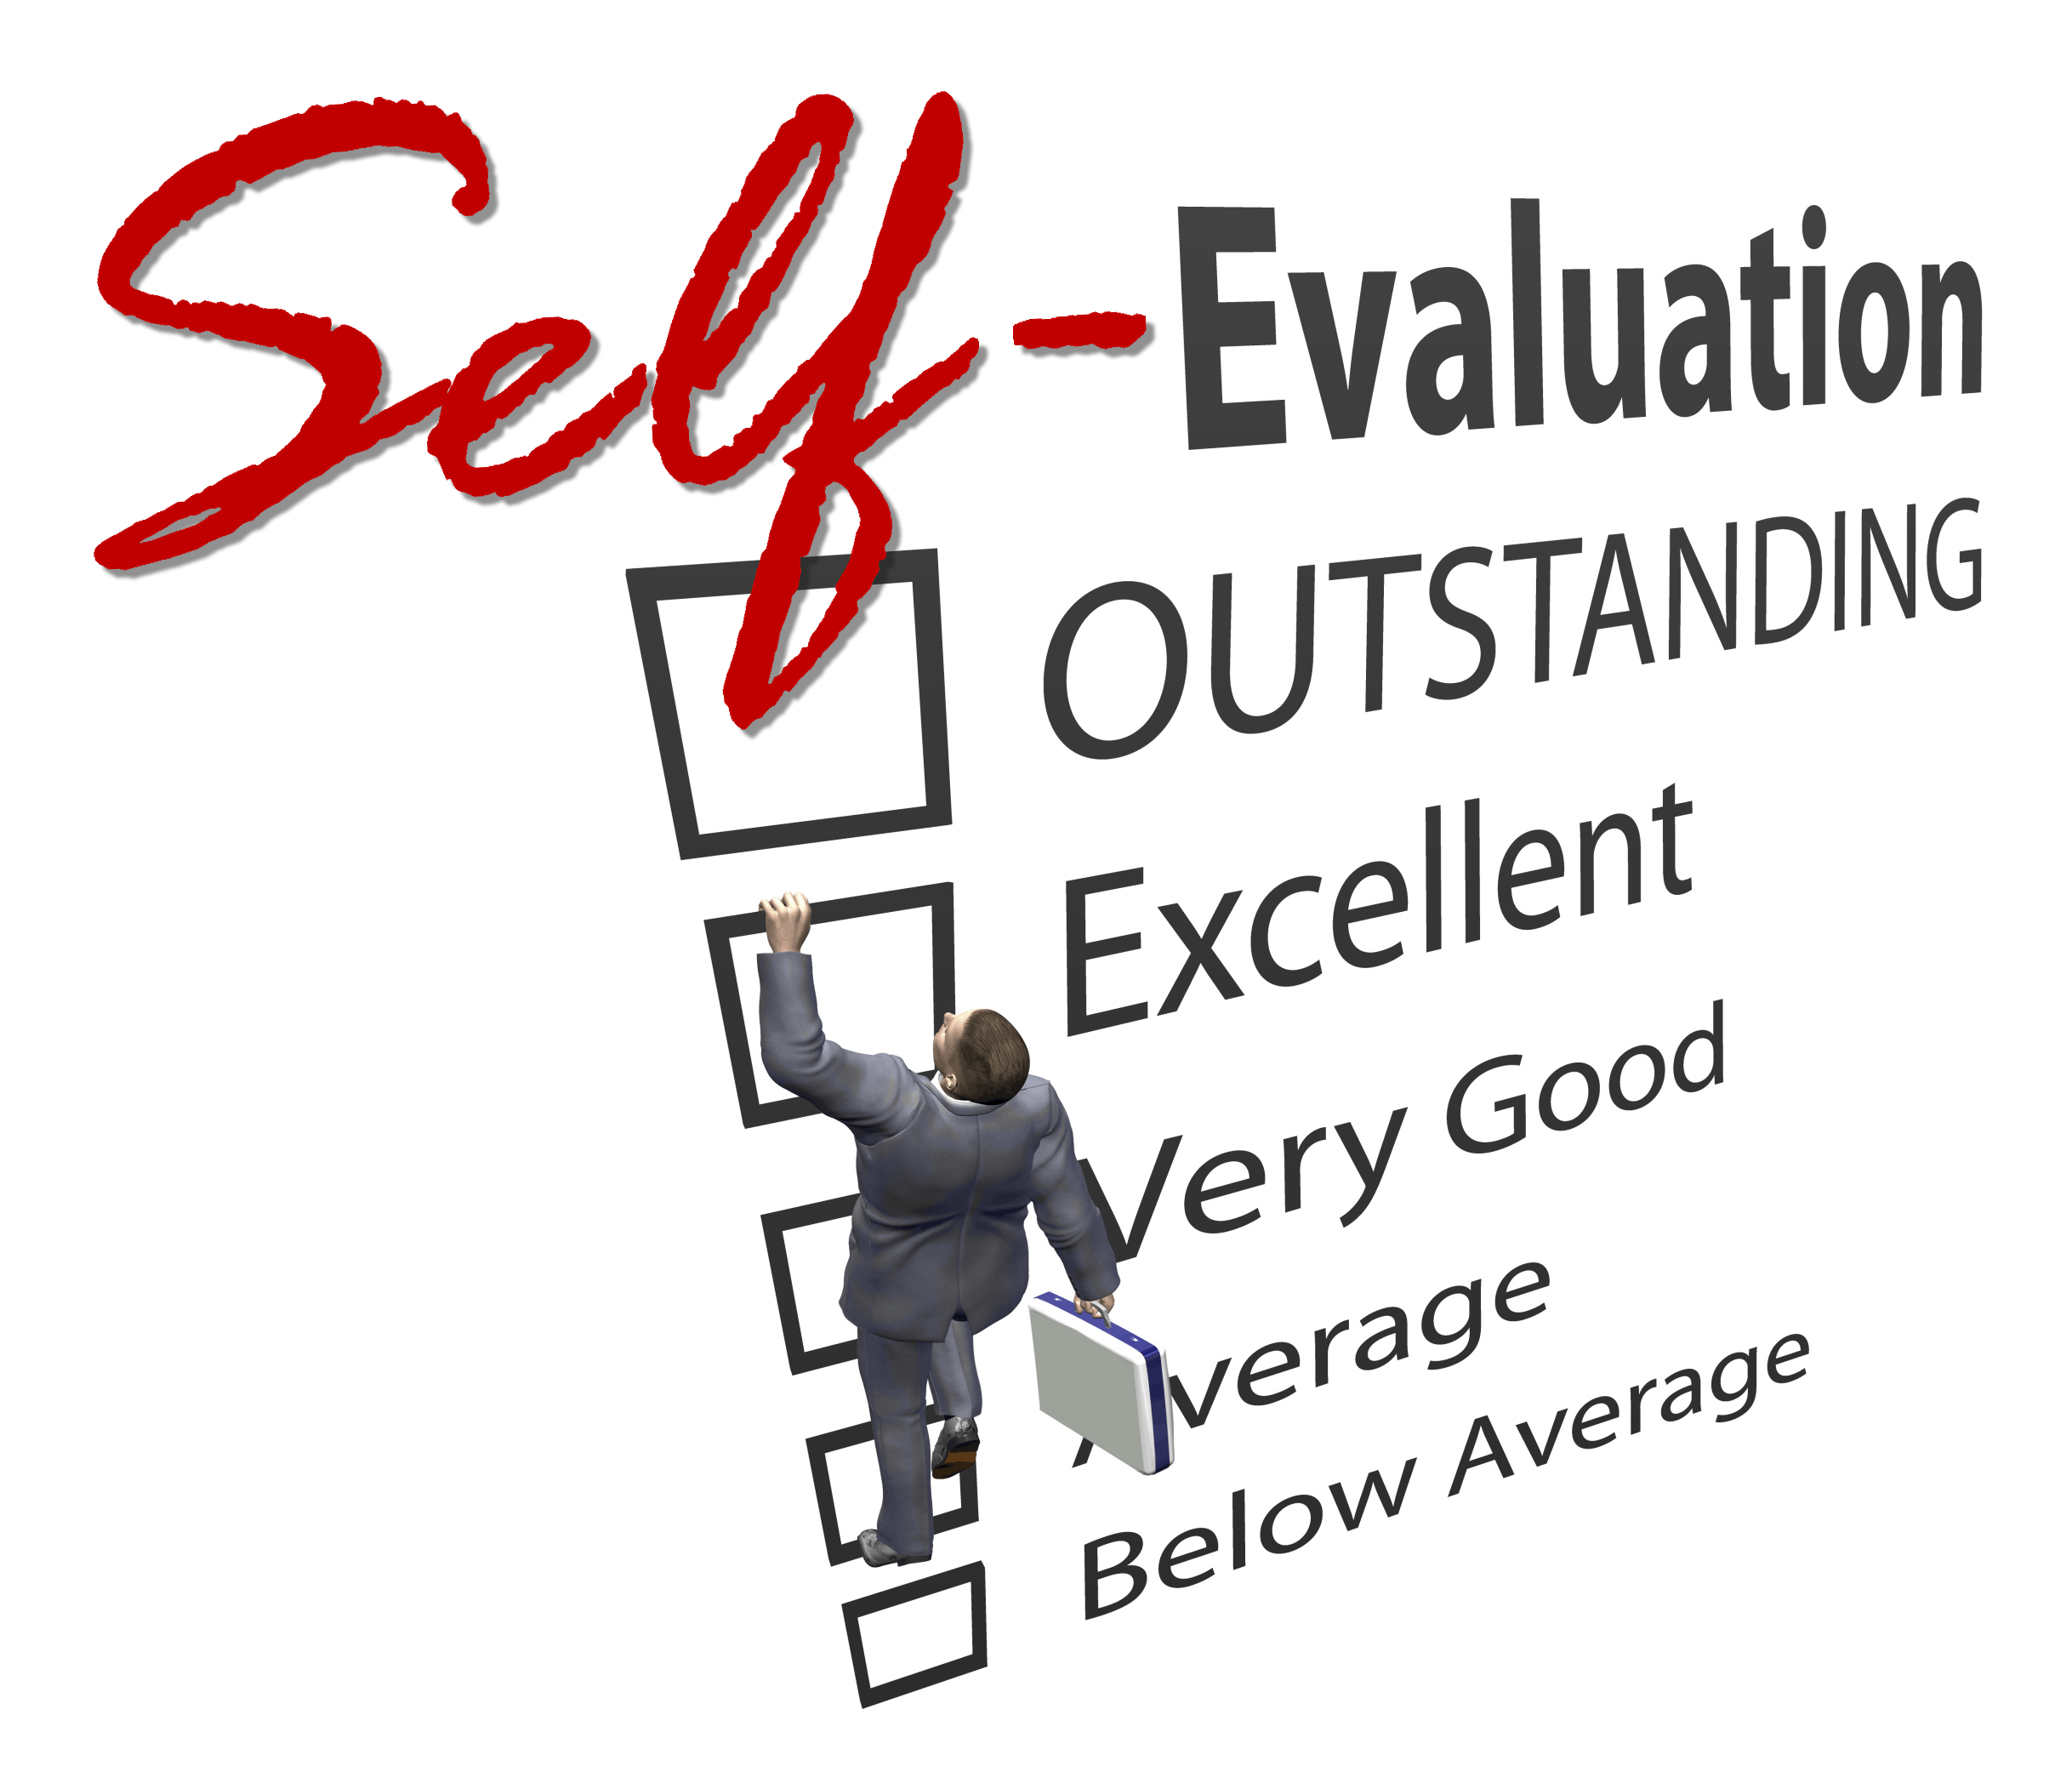 Self-Evaluation
OUTSTANDING
Excellent
Very Good
Average
Below Average